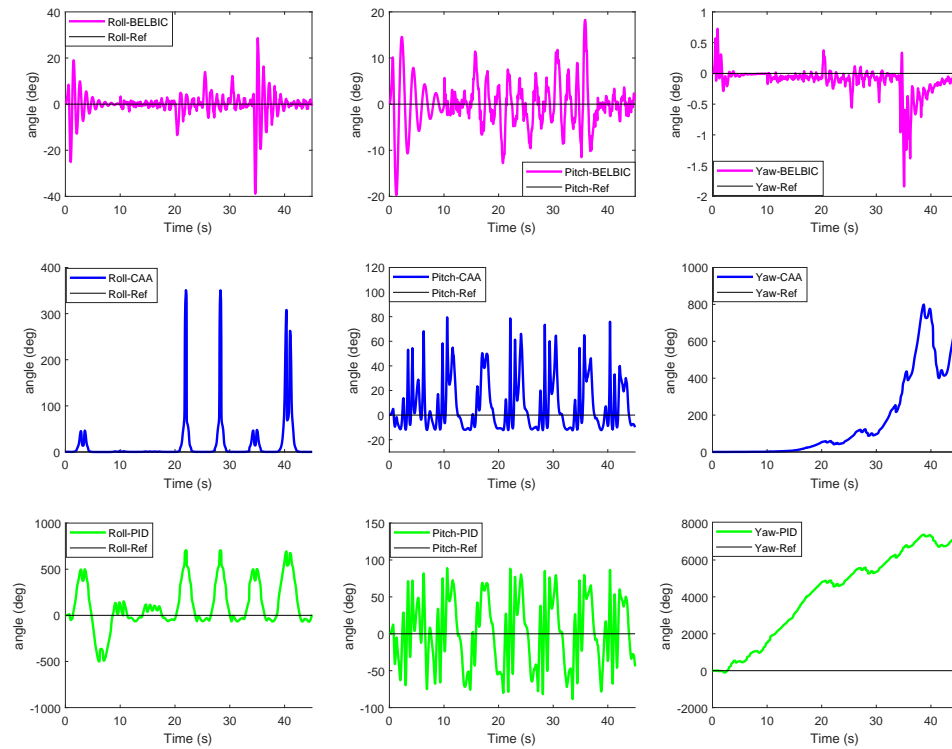 Roll-BELBIC
Roll-Ref
angle (deg)
40
20
0
-20
-40
0 10 20 30 40
Time (s)
Pitch-BELBIC
Pitch-Ref
angle (deg)
20
10
0
-10
-20
0 10 20 30 40
Time (s)
Yaw-BELBIC
Yaw-Ref
angle (deg)
1
0.5
0
-0.5
-1
-1.5
-2
0 10 20 30 40
Time (s)
Roll-CAA
Roll-Ref
angle (deg)
400
300
200
100
0
0 10 20 30 40
Time (s)
Pitch-CAA
Pitch-Ref
angle (deg)
120
100
80
60
40
20
0
-20
0 10 20 30 40
Time (s)
Yaw-CAA
Yaw-Ref
angle (deg)
1000
800
600
400
200
0
0 10 20 30 40
Time (s)
Roll-PID
Roll-Ref
angle (deg)
1000
500
0
-500
-1000
0 10 20 30 40
Time (s)
Pitch-PID
Pitch-Ref
angle (deg)
150
100
50
0
-50
-100
0 10 20 30 40
Time (s)
Yaw-PID
Yaw-Ref
angle (deg)
8000
6000
4000
2000
0
-2000
0 10 20 30 40
Time (s)